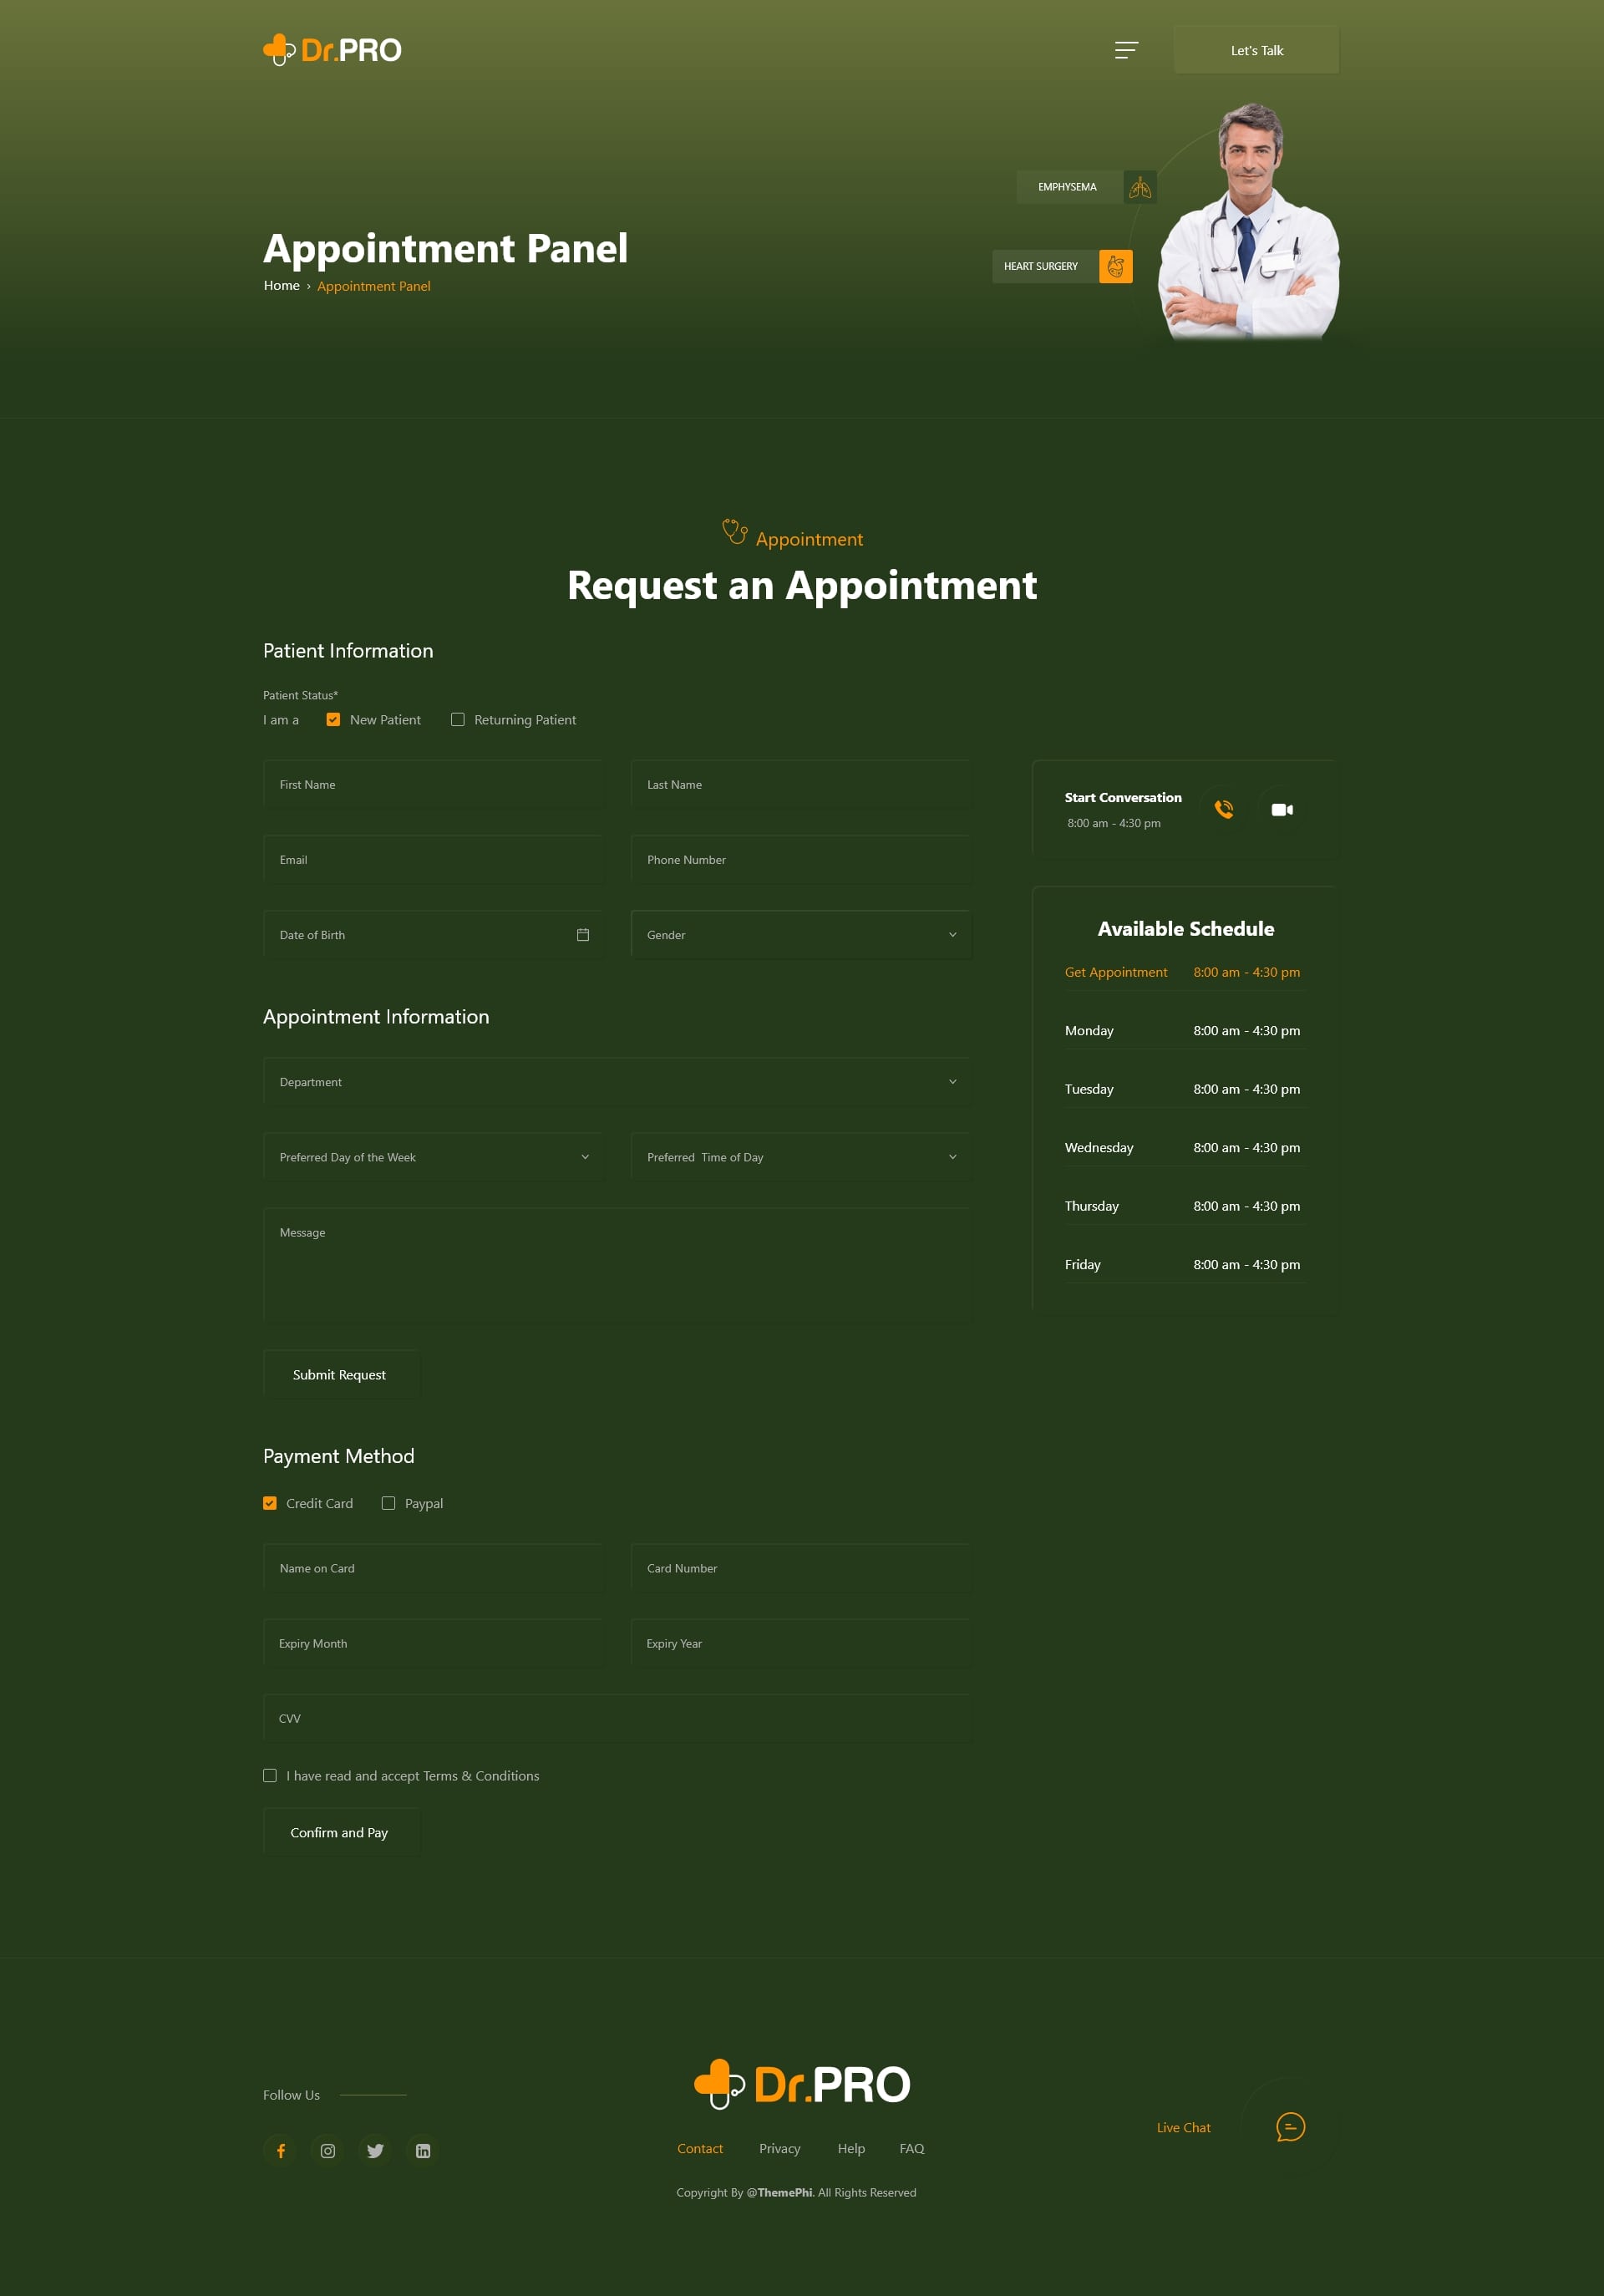 Dr.PRO
Let's Talk
EMPHYSEMA
HEART SURGERY
Appointment Panel
Home › Appointment Panel
Appointment
Request an Appointment
Patient Information
Patient Status*
I am a New Patient Returning Patient
First Name Last Name
Email Phone Number
Date of Birth Gender
Appointment Information
Department
Preferred Day of the Week Preferred Time of Day
Message
Submit Request
Start Conversation
8:00 am - 4:30 pm
Available Schedule
Get Appointment 8:00 am - 4:30 pm
Monday 8:00 am - 4:30 pm
Tuesday 8:00 am - 4:30 pm
Wednesday 8:00 am - 4:30 pm
Thursday 8:00 am - 4:30 pm
Friday 8:00 am - 4:30 pm
Payment Method
Credit Card Paypal
Name on Card Card Number
Expiry Month Expiry Year
CVV
I have read and accept Terms & Conditions
Confirm and Pay
Follow Us
Dr.PRO
Contact Privacy Help FAQ
Copyright By @ThemePhi. All Rights Reserved
Live Chat